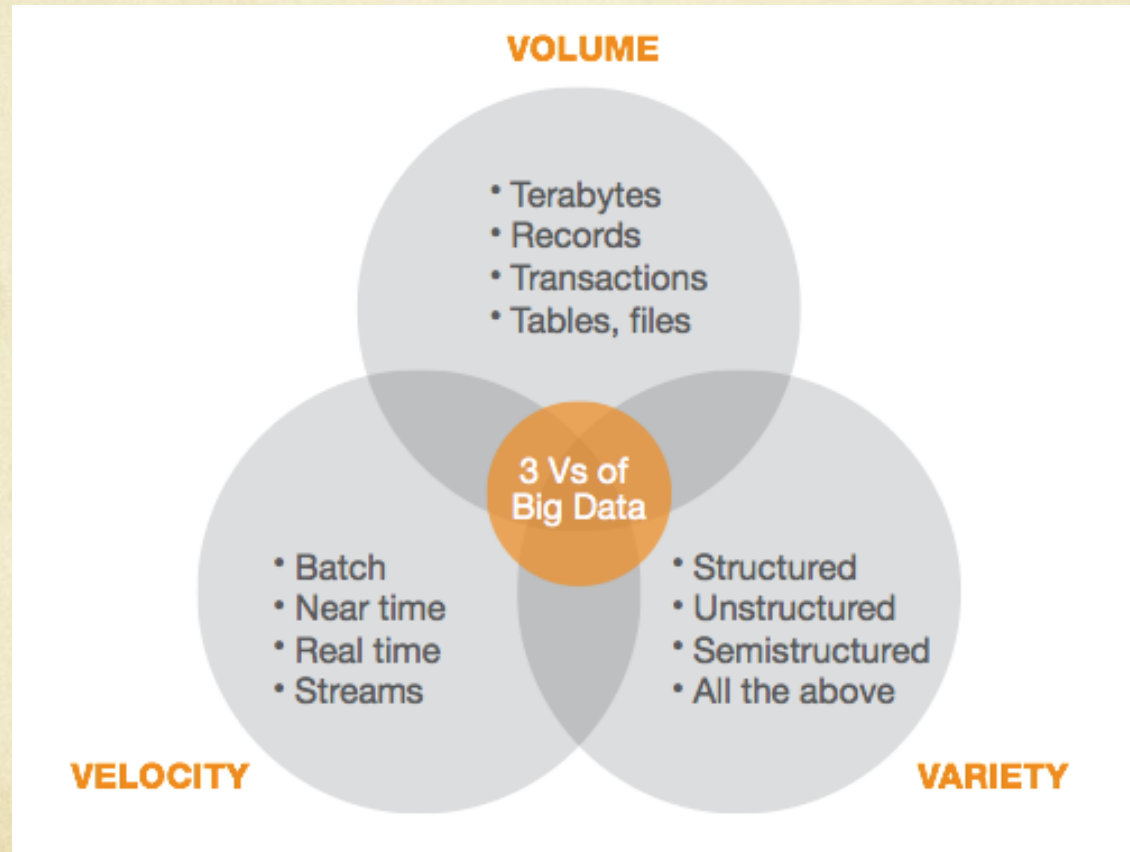 VOLUME
• Terabytes
• Records
• Transactions
• Tables, files
3 Vs of
Big Data
• Batch
• Near time
• Real time
• Streams
• Structured
• Unstructured
• Semistructured
• All the above
VELOCITY
VARIETY